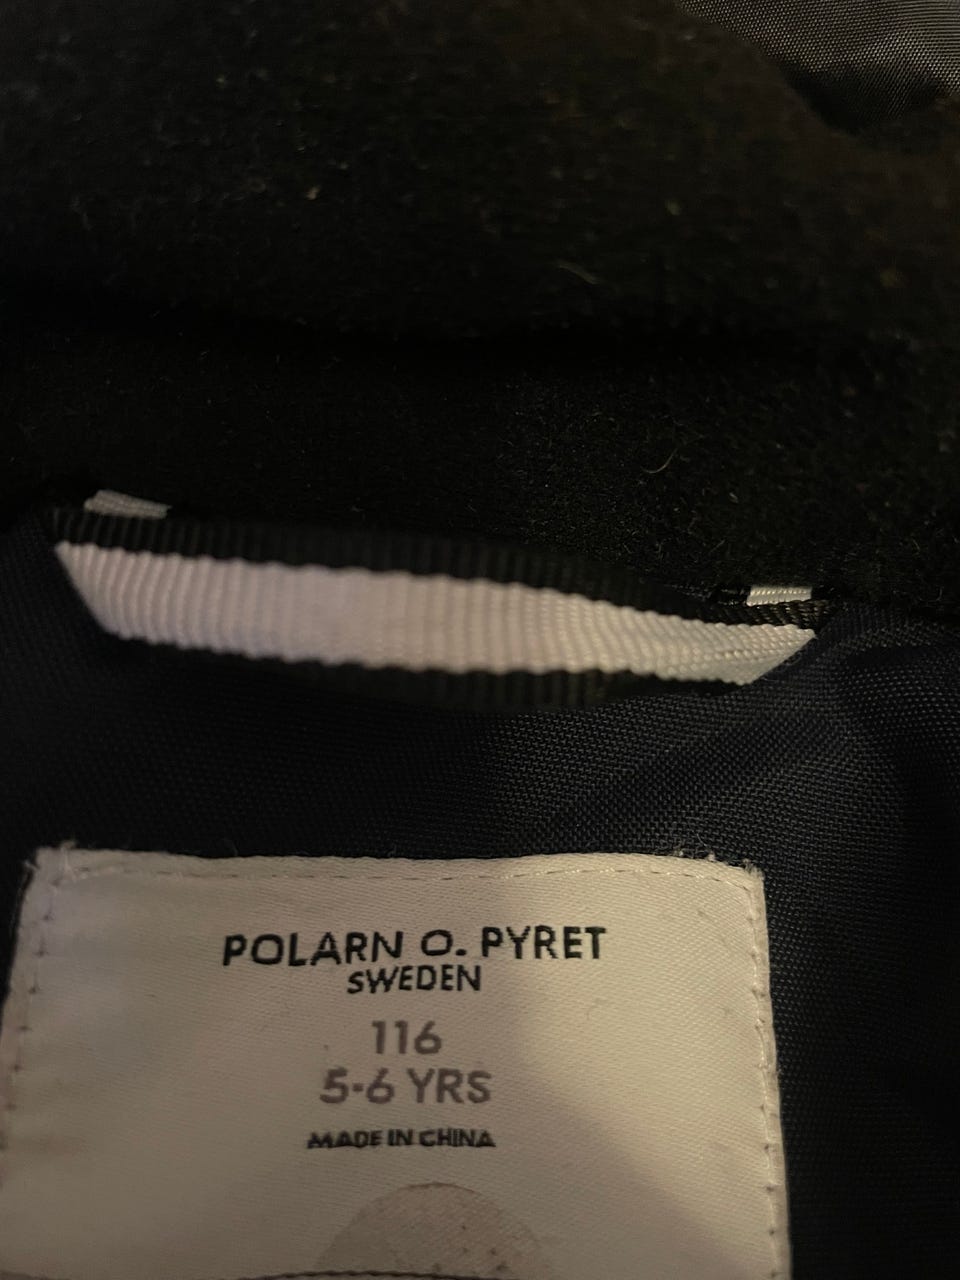 POLARN O. PYRET
SWEDEN
116
5-6 YRS
MADE IN CHINA